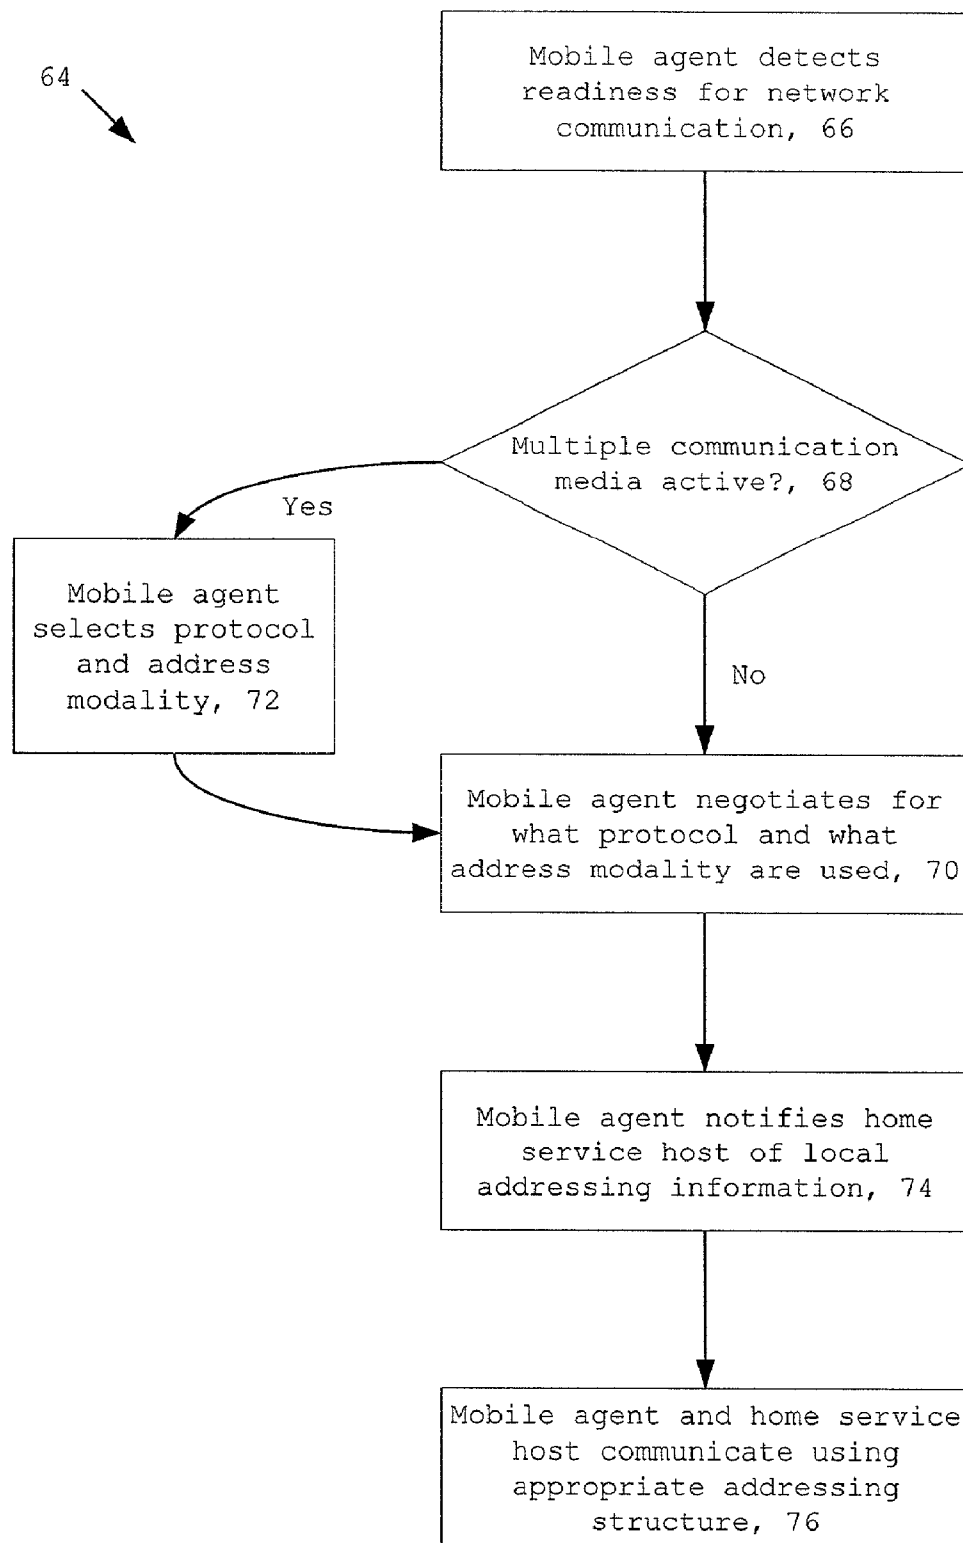 64
Mobile agent detects
readiness for network
communication, 66
Multiple communication
media active?, 68
Yes
Mobile agent
selects protocol
and address
modality, 72
No
Mobile agent negotiates for
what protocol and what
address modality are used, 70
Mobile agent notifies home
service host of local
addressing information, 74
Mobile agent and home service
host communicate using
appropriate addressing
structure, 76